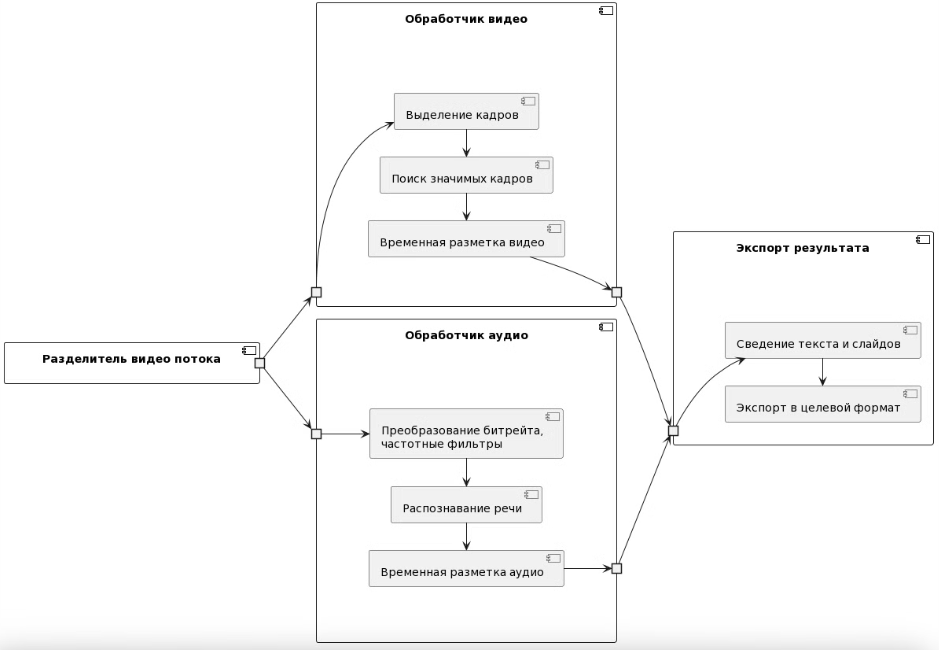 Обработчик видео
Выделение кадров
Поиск значимых кадров
Временная разметка видео
Разделитель видео потока
Обработчик аудио
Преобразование битрейта,
частотные фильтры
Распознавание речи
Временная разметка аудио
Экспорт результата
Сведение текста и слайдов
Экспорт в целевой формат